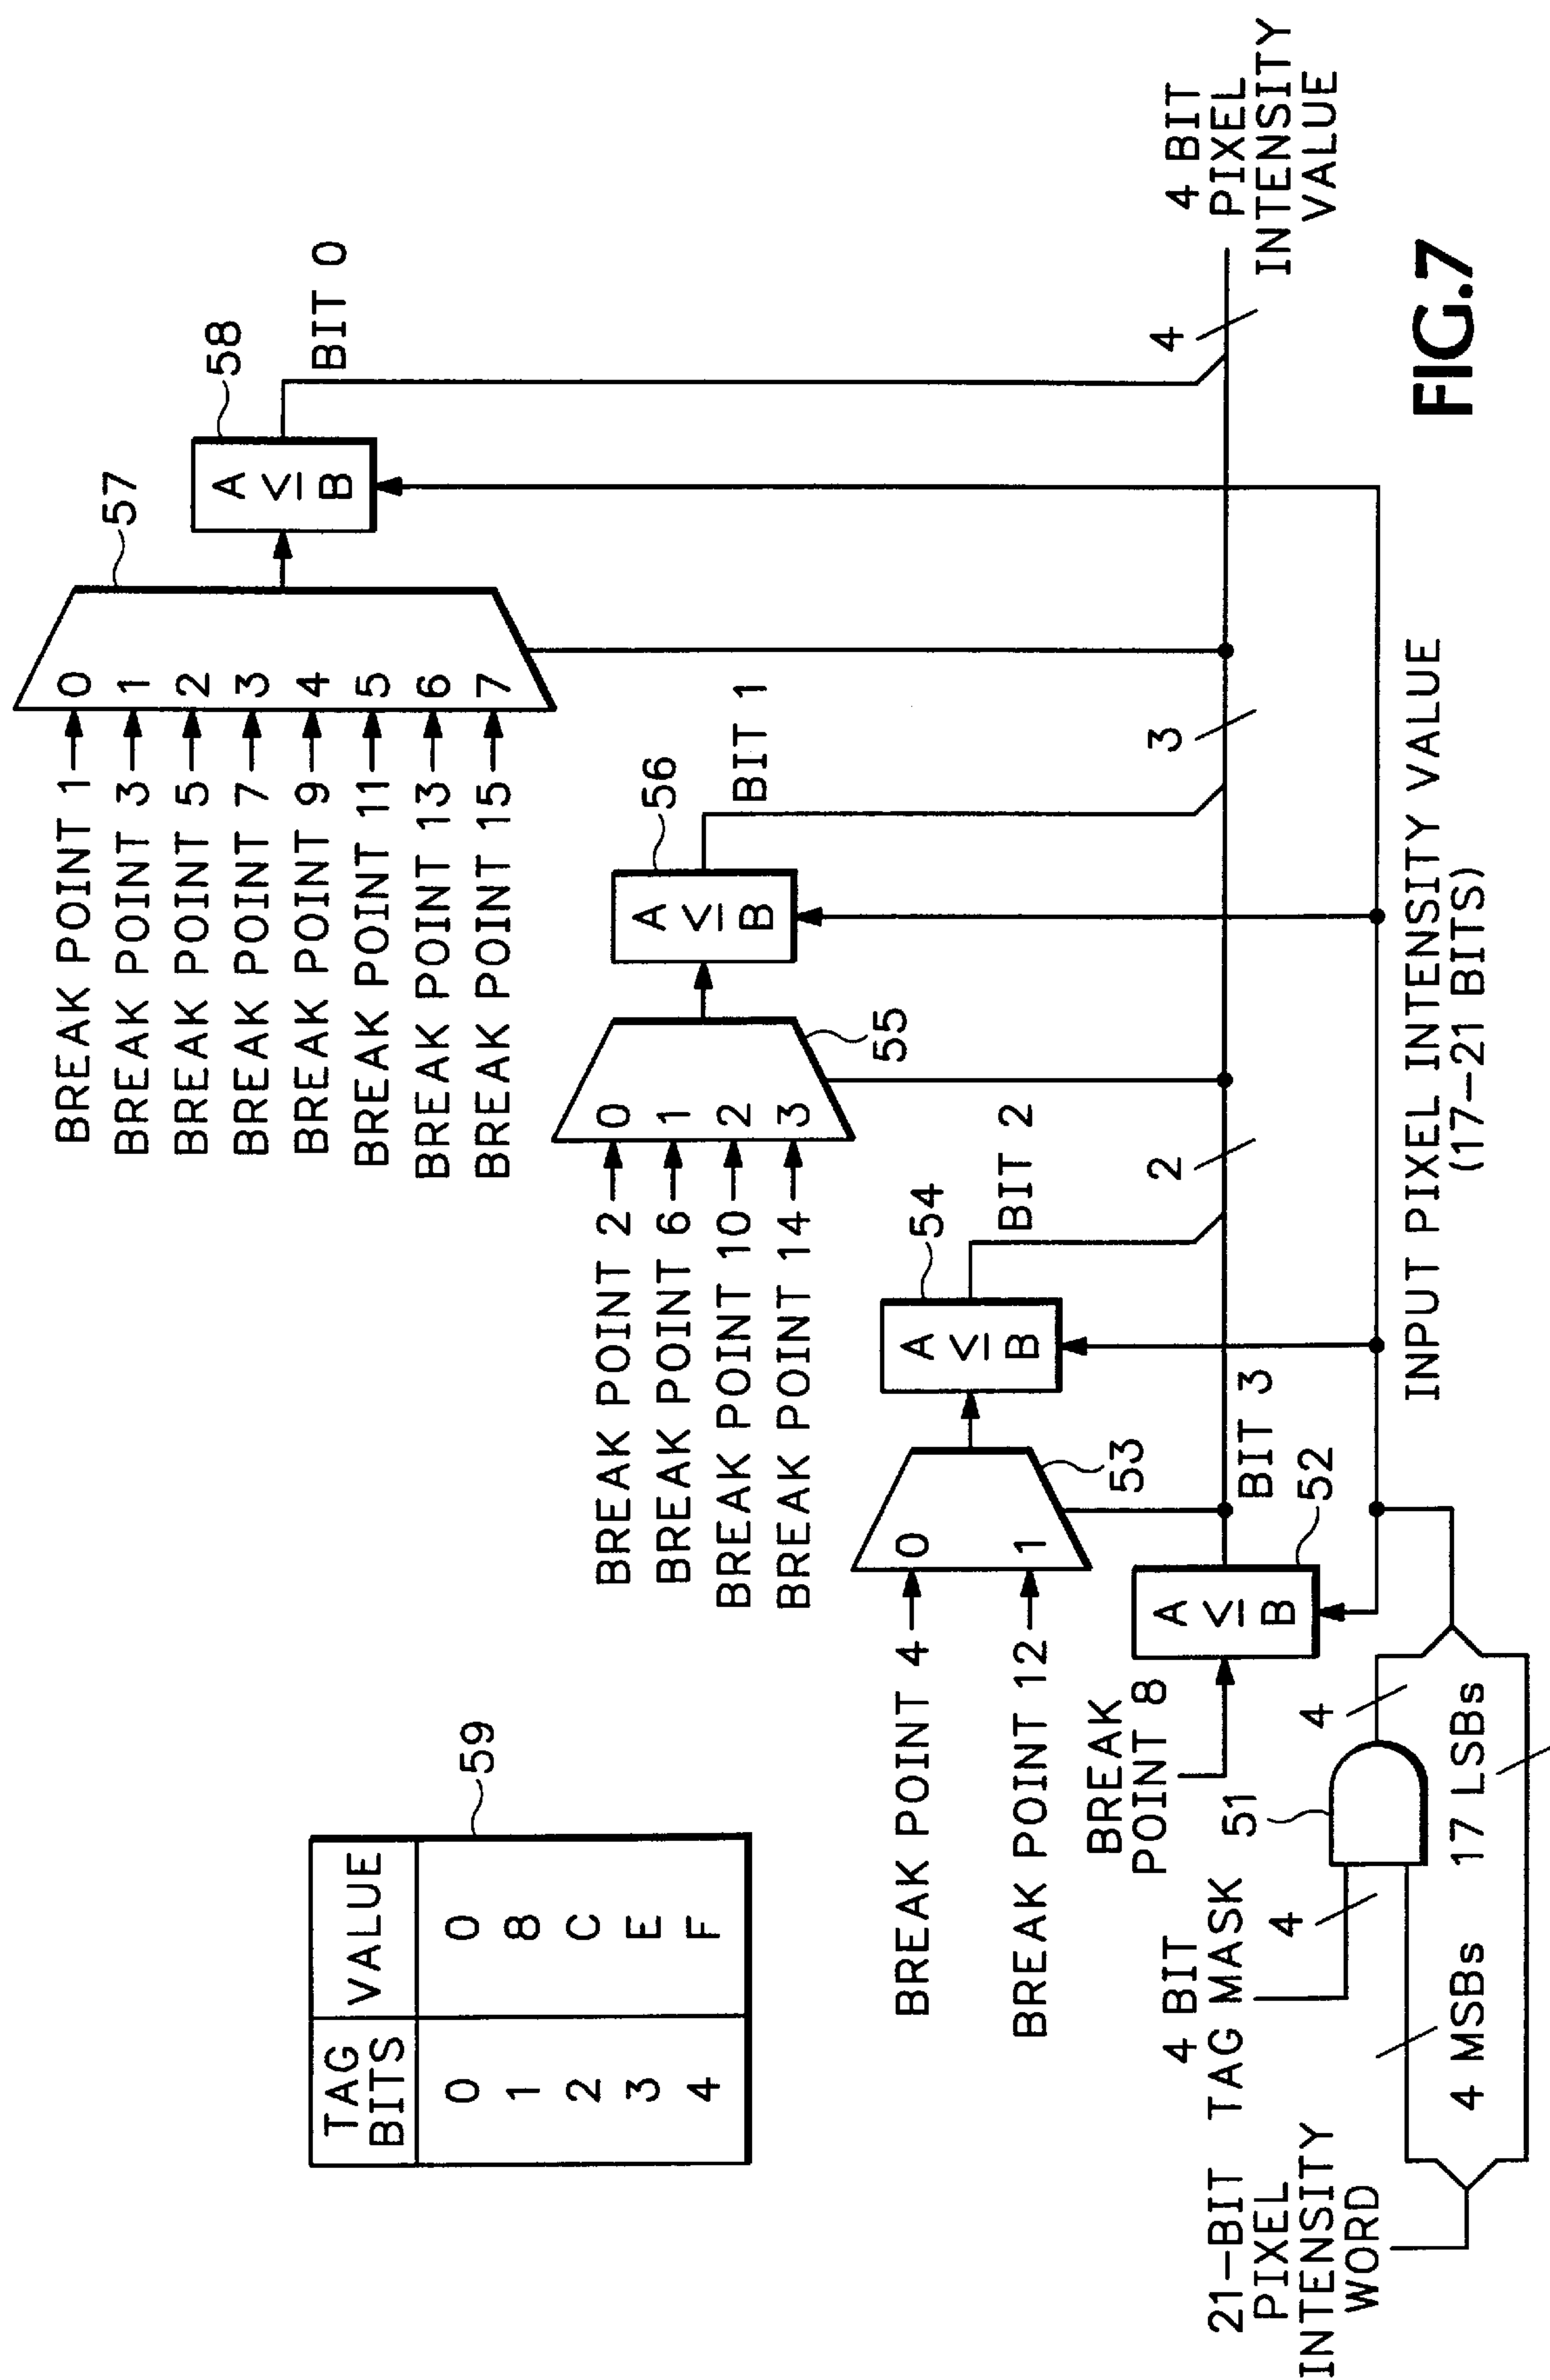 TAG BITS VALUE
0 0
1 8
2 C
3 E
4 F
59
BREAK POINT 1 0
BREAK POINT 3 1
BREAK POINT 5 2
BREAK POINT 7 3
BREAK POINT 9 4
BREAK POINT 11 5
BREAK POINT 13 6
BREAK POINT 15 7
57
A
≤
B
58
BIT 0
BREAK POINT 2 0
BREAK POINT 6 1
BREAK POINT 10 2
BREAK POINT 14 3
55
A
≤
B
56
BIT 1
BREAK POINT 4 0
BREAK POINT 12 1
53
A
≤
B
54
BIT 2
BREAK
POINT 8
A
≤
B
52
BIT 3
2
3
4
4 BIT
PIXEL
INTENSITY
VALUE
4 BIT
TAG MASK
4
51
4
21-BIT
PIXEL
INTENSITY
WORD
4 MSBs
17 LSBs
INPUT PIXEL INTENSITY VALUE
(17-21 BITS)
FIG.7